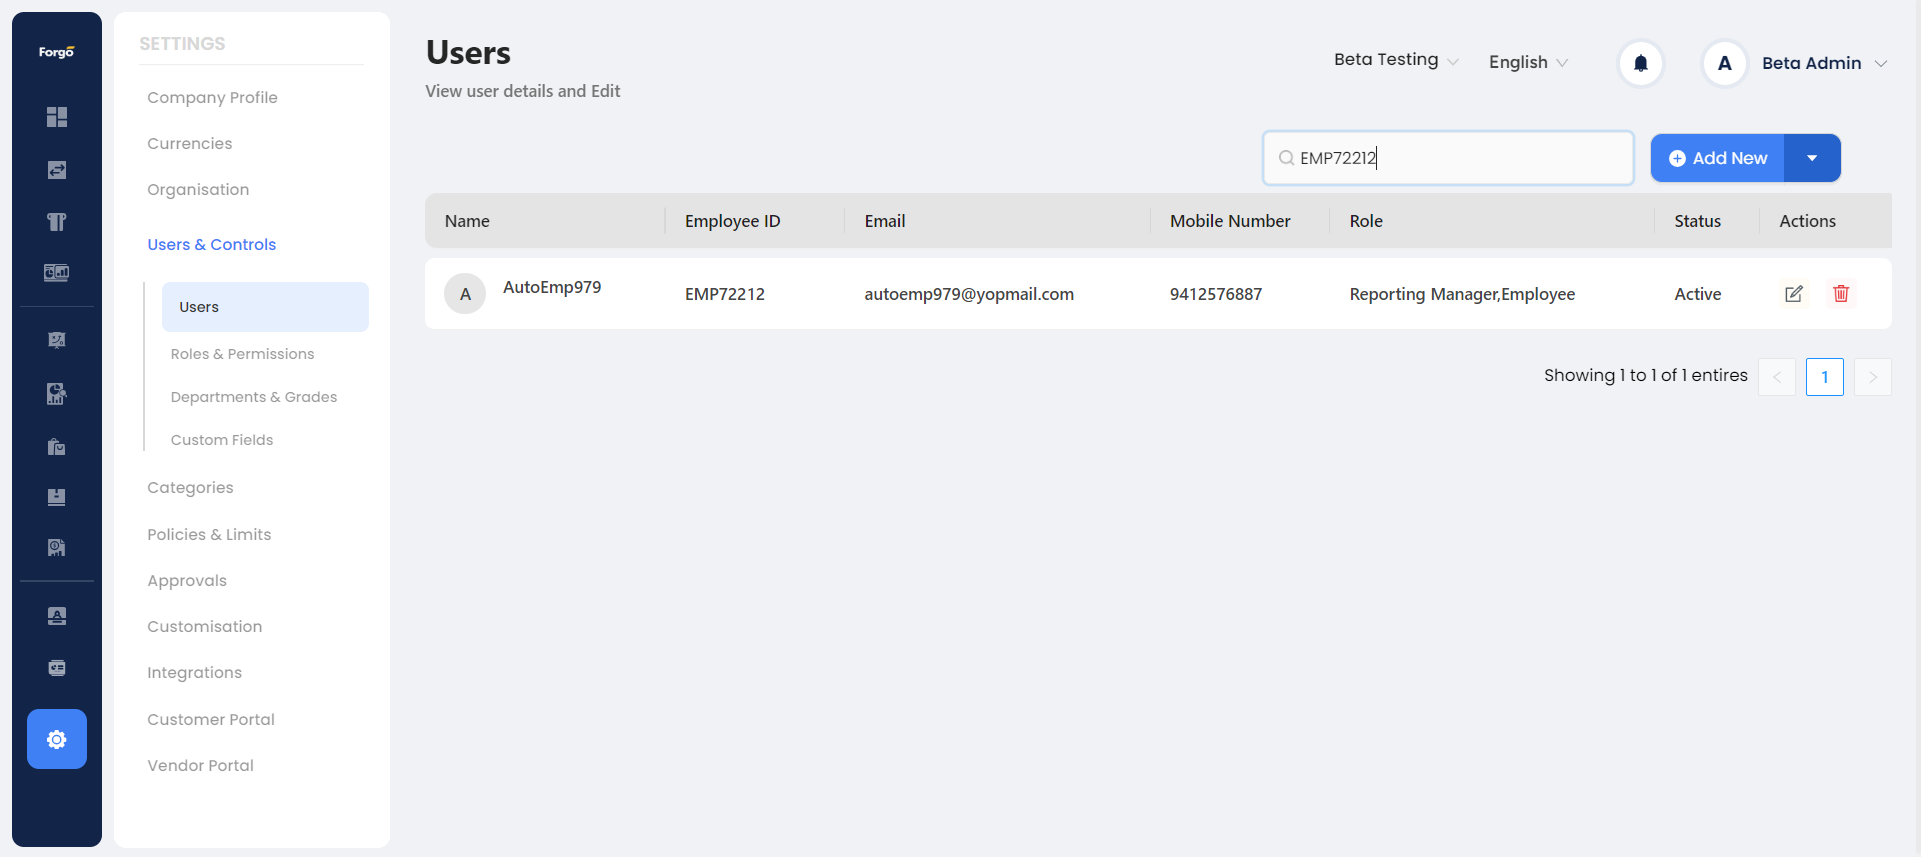 Forgo
SETTINGS
Company Profile
Currencies
Organisation
Users & Controls
Users
Roles & Permissions
Departments & Grades
Custom Fields
Categories
Policies & Limits
Approvals
Customisation
Integrations
Customer Portal
Vendor Portal
Users
View user details and Edit
Beta Testing
English
A
Beta Admin
EMP72212
Add New
Name Employee ID Email Mobile Number Role Status Actions
A AutoEmp979 EMP72212 autoemp979@yopmail.com 9412576887 Reporting Manager,Employee Active
Showing 1 to 1 of 1 entires
1